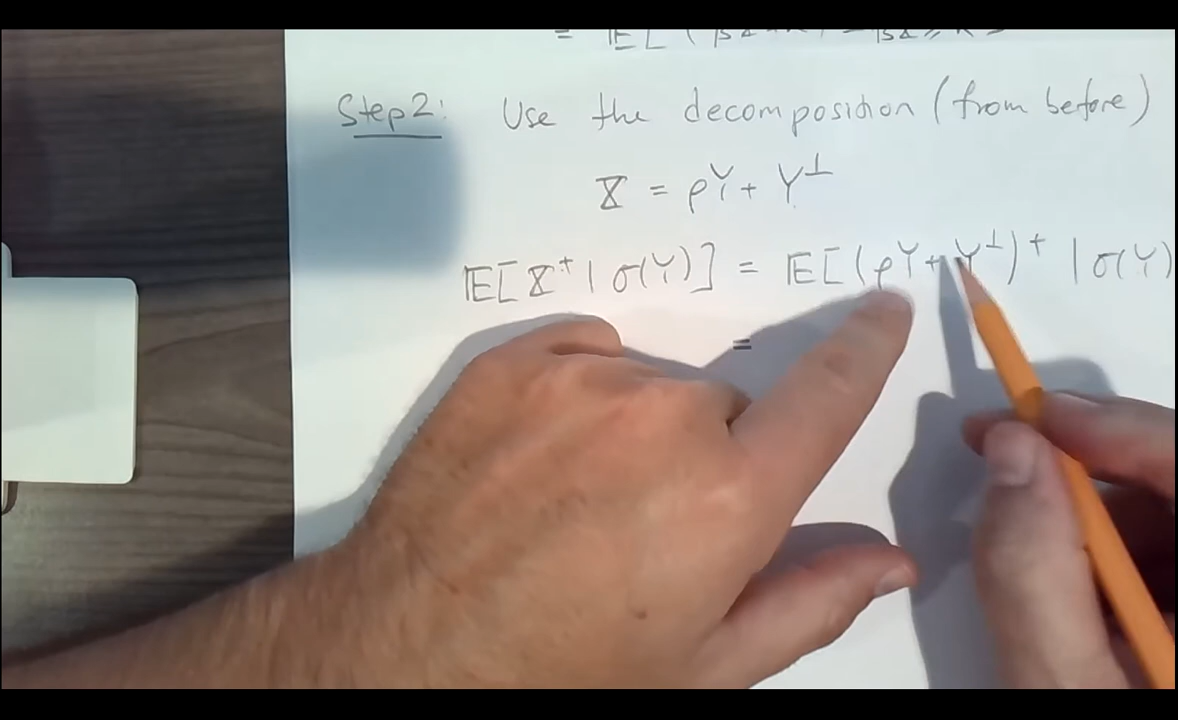 = 𝔼[(
Step 2: Use the decomposition (from before)
X = ρY + Y⊥
𝔼[X⁺ | σ(Y)] = 𝔼[(ρY + Y⊥)⁺ | σ(Y)
=